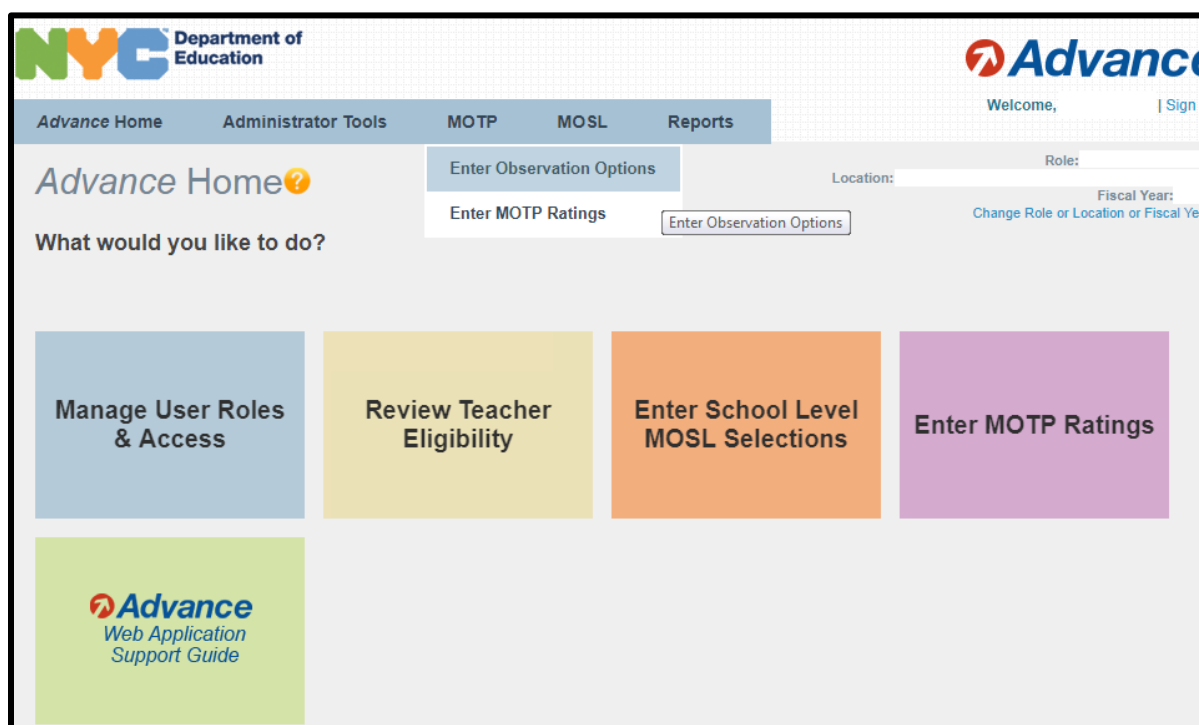 NYC Department of
Education
Advance
Welcome, | Sign
Advance Home Administrator Tools MOTP MOSL Reports
Enter Observation Options
Enter MOTP Ratings
Enter Observation Options
Role:
Location:
Fiscal Year:
Change Role or Location or Fiscal Ye
Advance Home?
What would you like to do?
Manage User Roles
& Access
Review Teacher
Eligibility
Enter School Level
MOSL Selections
Enter MOTP Ratings
Advance
Web Application
Support Guide